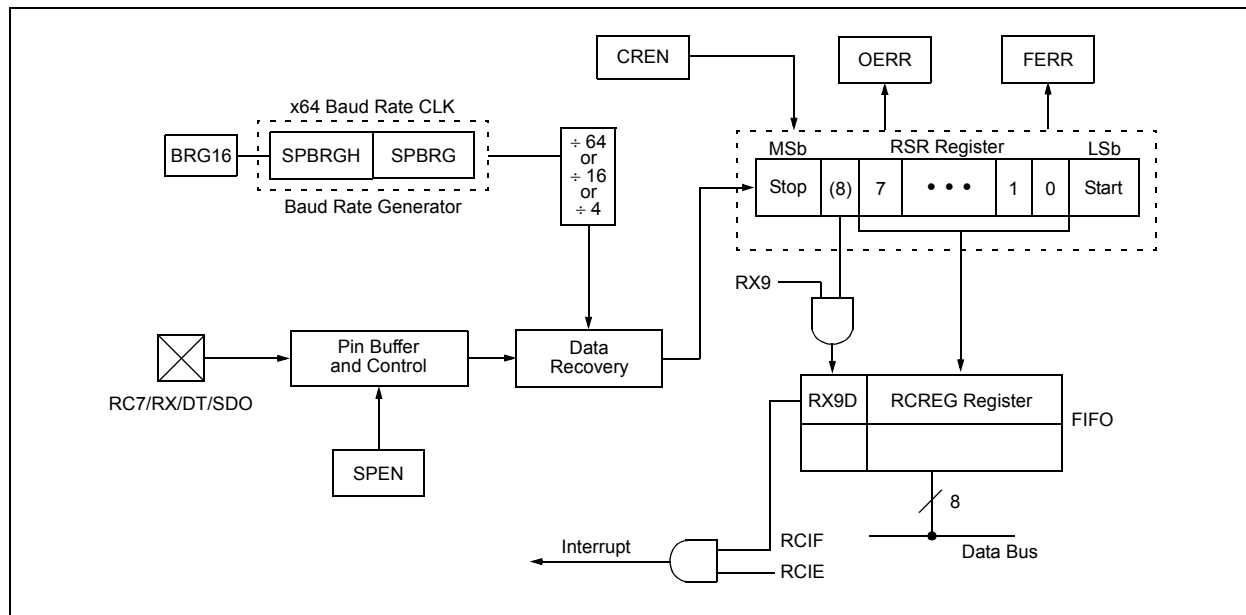 CREN
OERR
FERR
x64 Baud Rate CLK
BRG16
SPBRGH
SPBRG
Baud Rate Generator
÷ 64
or
÷ 16
or
÷ 4
MSb
RSR Register
LSb
Stop
(8)
7
• • •
1
0
Start
RX9
Pin Buffer
and Control
Data
Recovery
RC7/RX/DT/SDO
SPEN
RX9D
RCREG Register
FIFO
8
Data Bus
Interrupt
RCIF
RCIE